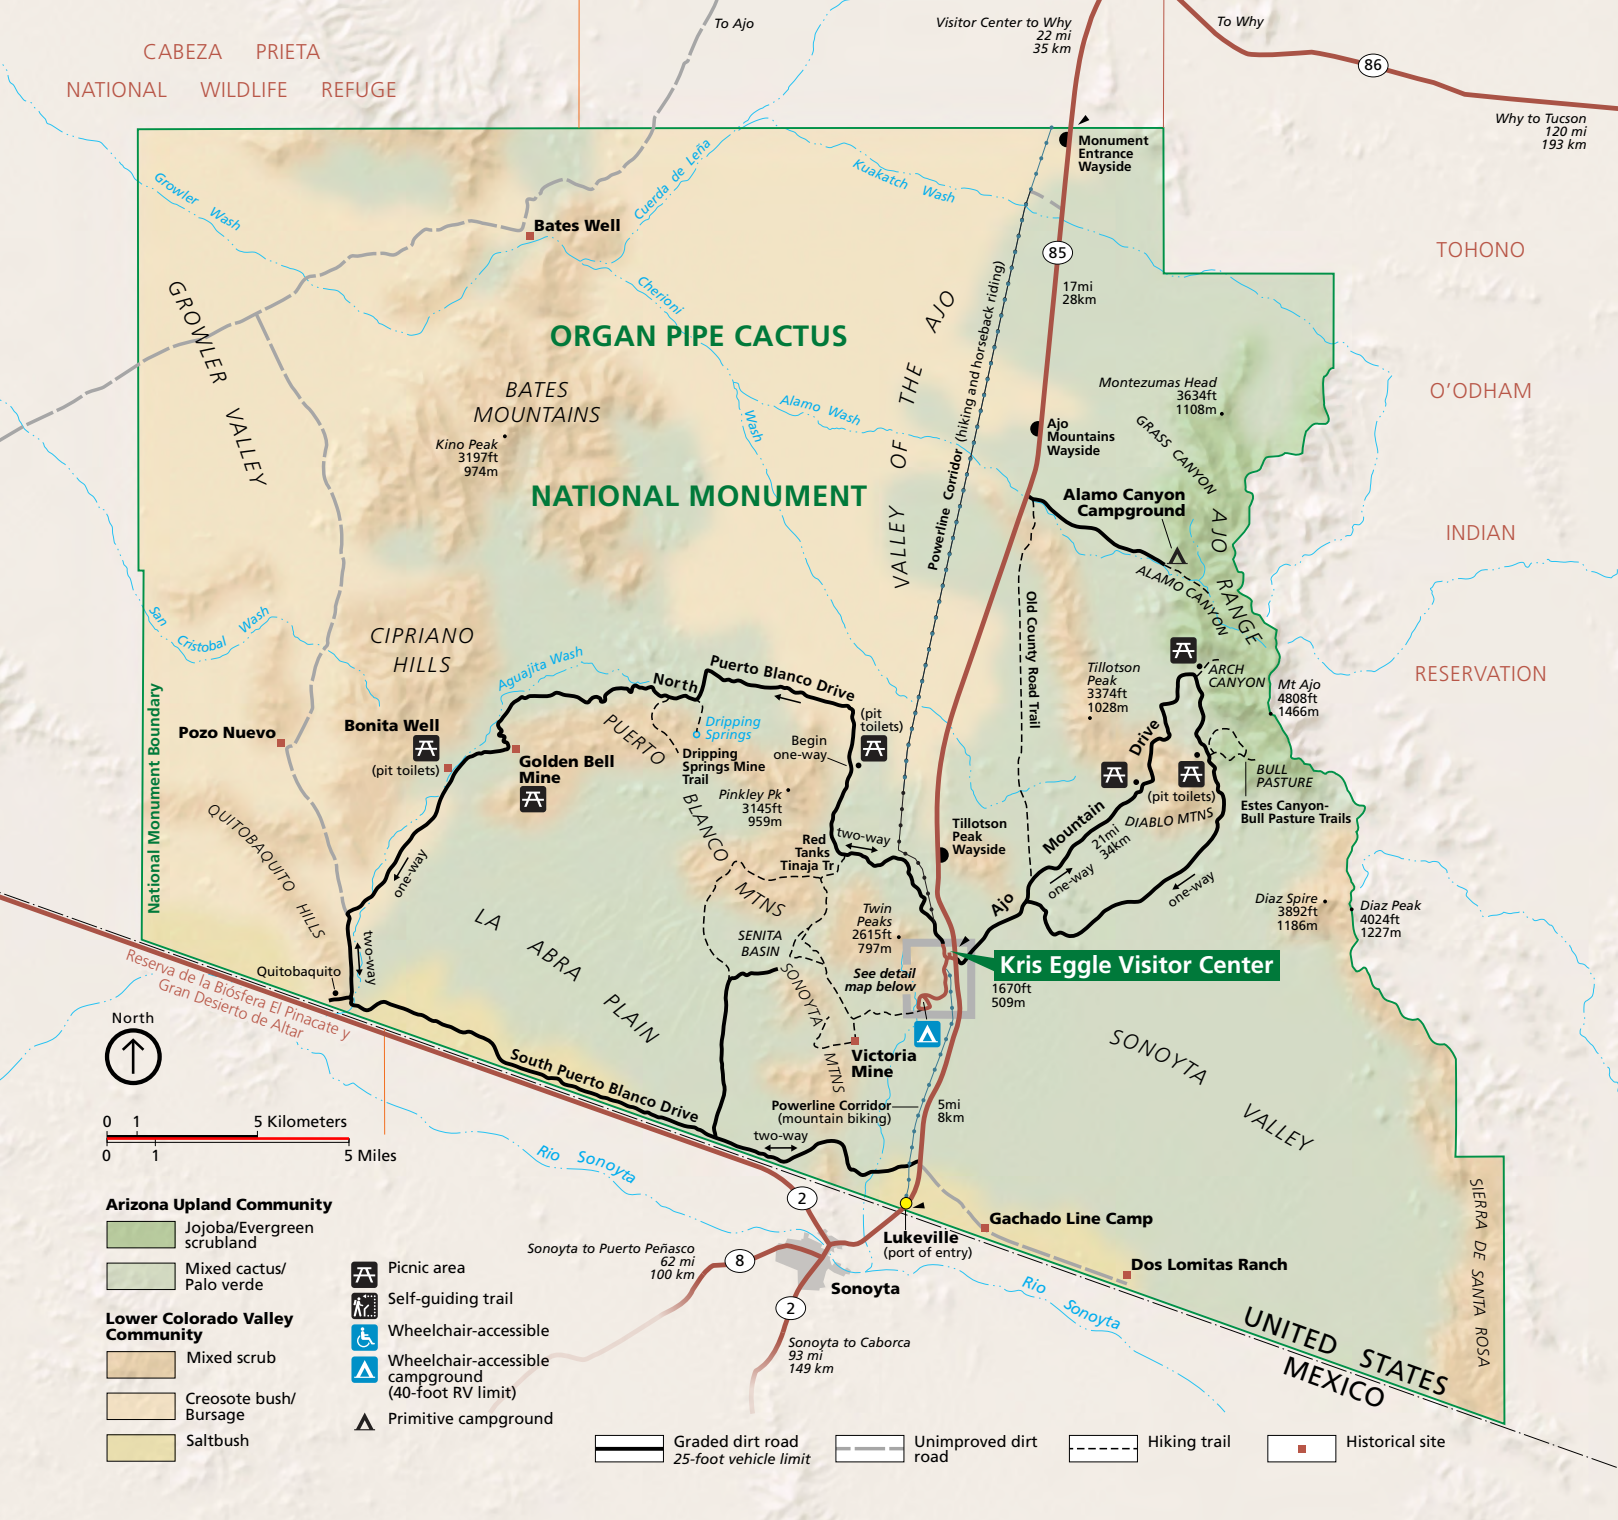 To Ajo
Visitor Center to Why
22 mi
35 km
To Why
86
Why to Tucson
120 mi
193 km
CABEZA PRIETA
NATIONAL WILDLIFE REFUGE
Monument
Entrance
Wayside
Growler Wash
Cuerda de Leña
Kuakatch Wash
Bates Well
85
17mi
28km
TOHONO
O'ODHAM
INDIAN
RESERVATION
GROWLER VALLEY
Cherioni
Wash
ORGAN PIPE CACTUS
NATIONAL MONUMENT
VALLEY OF THE AJO
Powerline Corridor (hiking and horseback riding)
BATES
MOUNTAINS
Kino Peak
3197ft
974m
Alamo Wash
Montezumas Head
3634ft
1108m
GRASS CANYON
Ajo
Mountains
Wayside
Alamo Canyon
Campground
AJO RANGE
ALAMO CANYON
San Cristobal Wash
CIPRIANO
HILLS
Aguajita Wash
Old County Road Trail
ARCH
CANYON
Tillotson
Peak
3374ft
1028m
Mt Ajo
4808ft
1466m
National Monument Boundary
North
Puerto Blanco Drive
Pozo Nuevo
Bonita Well
(pit toilets)
Golden Bell
Mine
PUERTO
BLANCO
MTNS
Dripping
Springs
Dripping
Springs Mine
Trail
Begin
one-way
(pit
toilets)
Pinkley Pk
3145ft
959m
BULL
PASTURE
(pit toilets)
Estes Canyon-
Bull Pasture Trails
DIABLO MTNS
Ajo Mountain Drive
21mi
34km
one-way
one-way
Tillotson
Peak
Wayside
two-way
Red
Tanks
Tinaja Tr
QUITOBAQUITO HILLS
one-way
LA ABRA PLAIN
Twin
Peaks
2615ft
797m
SENITA
BASIN
SONOYTA
MTNS
See detail
map below
Kris Eggle Visitor Center
1670ft
509m
Diaz Spire
3892ft
1186m
Diaz Peak
4024ft
1227m
two-way
Quitobaquito
Reserva de la Biósfera El Pinacate y
Gran Desierto de Altar
North
South Puerto Blanco Drive
Victoria
Mine
Powerline Corridor
(mountain biking)
5mi
8km
SONOYTA VALLEY
two-way
0 1 5 Kilometers
0 1 5 Miles
Rio Sonoyta
2
Lukeville
(port of entry)
Gachado Line Camp
Dos Lomitas Ranch
SIERRA DE SANTA ROSA
Sonoyta to Puerto Peñasco
62 mi
100 km
8
Sonoyta
2
Sonoyta to Caborca
93 mi
149 km
Rio Sonoyta
UNITED STATES
MEXICO
Arizona Upland Community
Jojoba/Evergreen
scrubland
Mixed cactus/
Palo verde
Lower Colorado Valley
Community
Mixed scrub
Creosote bush/
Bursage
Saltbush
Picnic area
Self-guiding trail
Wheelchair-accessible
Wheelchair-accessible
campground
(40-foot RV limit)
Primitive campground
Graded dirt road
25-foot vehicle limit
Unimproved dirt
road
Hiking trail
Historical site